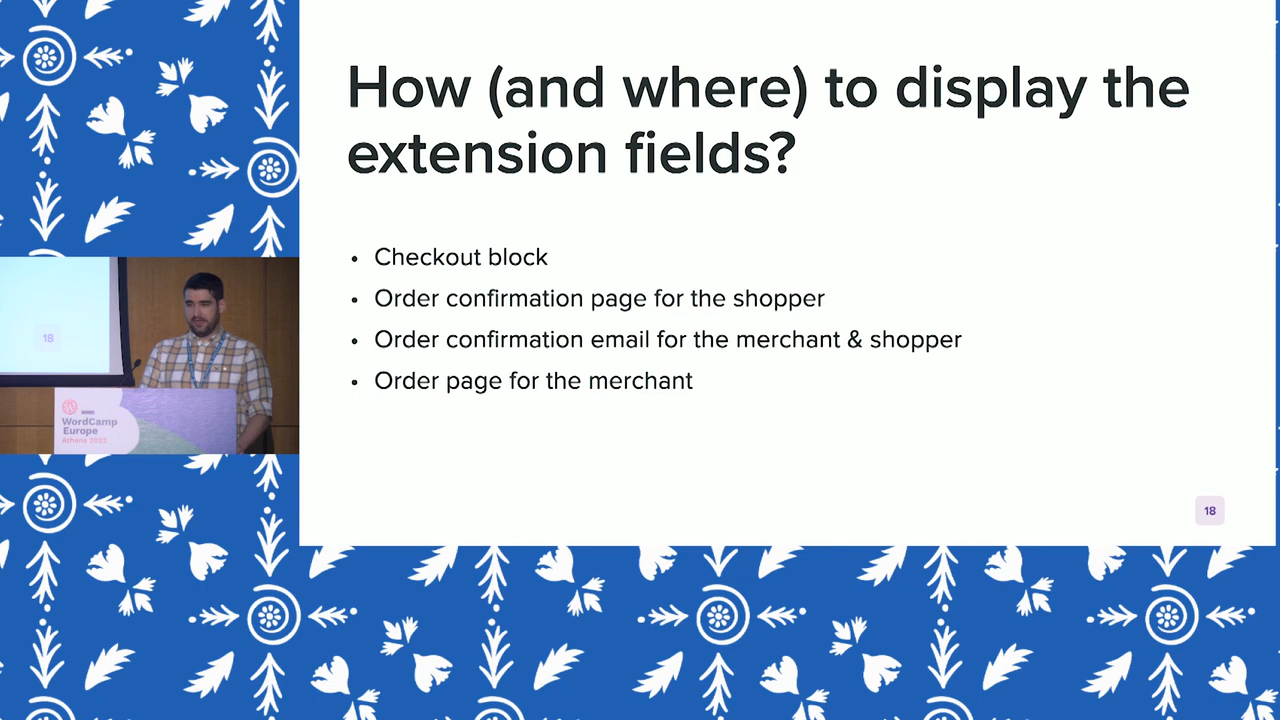 How (and where) to display the
extension fields?
• Checkout block
• Order confirmation page for the shopper
• Order confirmation email for the merchant & shopper
• Order page for the merchant
18
18
WordCamp
Europe
Athens 2023